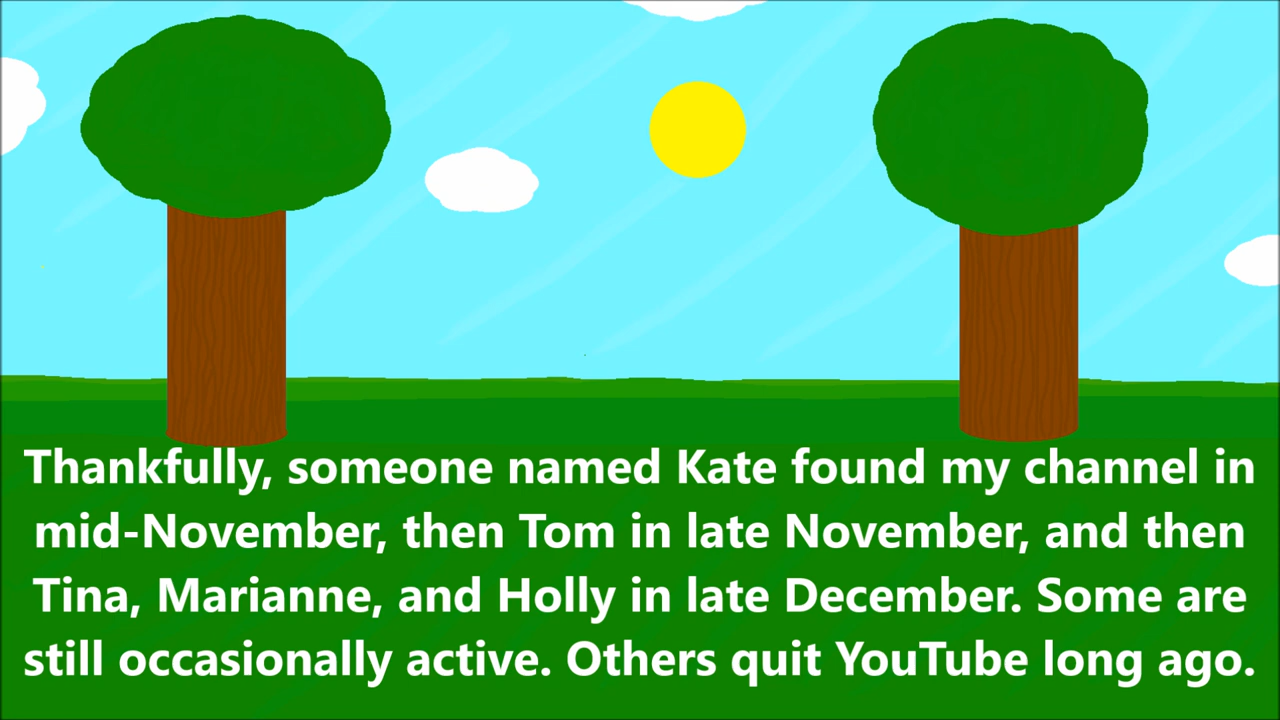 Thankfully, someone named Kate found my channel in
mid-November, then Tom in late November, and then
Tina, Marianne, and Holly in late December. Some are
still occasionally active. Others quit YouTube long ago.